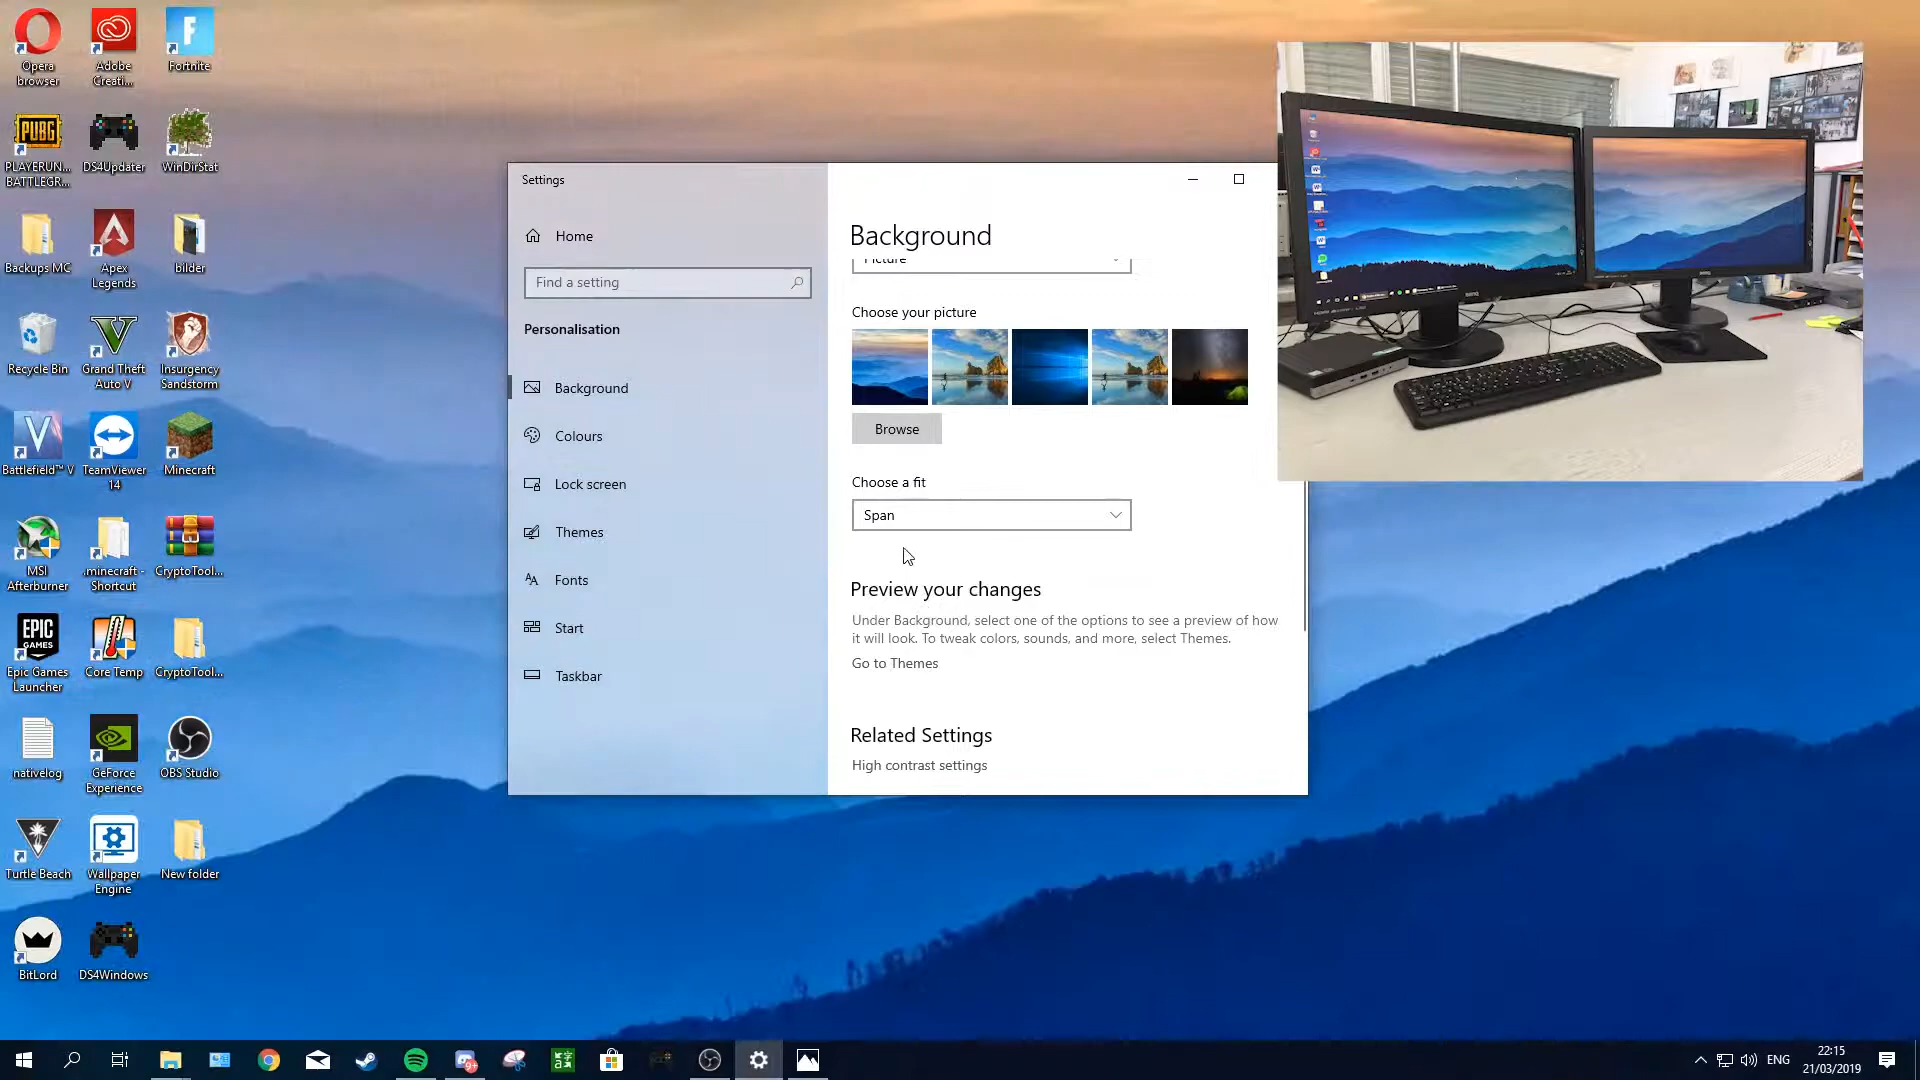 Opera
browser
Adobe
Creati...
Fortnite
PUBG
PLAYERUN...
BATTLEGR...
DS4Updater
WinDirStat
Backups MC
Apex
Legends
bilder
Recycle Bin
Grand Theft
Auto V
Insurgency
Sandstorm
Battlefield™ V
TeamViewer
14
Minecraft
MSI
Afterburner
.minecraft -
Shortcut
CryptoTool...
EPIC
GAMES
Epic Games
Launcher
Core Temp
CryptoTool...
nativelog
GeForce
Experience
OBS Studio
Turtle Beach
Wallpaper
Engine
New folder
BitLord
DS4Windows
Settings
Home
Find a setting
Personalisation
Background
Colours
Lock screen
Themes
Fonts
Start
Taskbar
Background
Picture
Choose your picture
Browse
Choose a fit
Span
Preview your changes
Under Background, select one of the options to see a preview of how
it will look. To tweak colors, sounds, and more, select Themes.
Go to Themes
Related Settings
High contrast settings
9+
ENG
22:15
21/03/2019